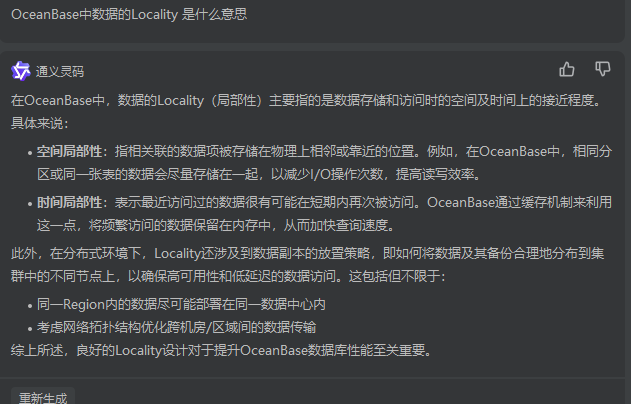 OceanBase中数据的Locality 是什么意思
通义灵码
在OceanBase中，数据的Locality（局部性）主要指的是数据存储和访问时的空间及时间上的接近程度。
具体来说：
• 空间局部性：指相关联的数据项被存储在物理上相邻或靠近的位置。例如，在OceanBase中，相同分
区或同一张表的数据会尽量存储在一起，以减少I/O操作次数，提高读写效率。
• 时间局部性：表示最近访问过的数据很有可能在短期内再次被访问。OceanBase通过缓存机制来利用
这一点，将频繁访问的数据保留在内存中，从而加快查询速度。
此外，在分布式环境下，Locality还涉及到数据副本的放置策略，即如何将数据及其备份合理地分布到集
群中的不同节点上，以确保高可用性和低延迟的数据访问。这包括但不限于：
• 同一Region内的数据尽可能部署在同一数据中心内
• 考虑网络拓扑结构优化跨机房/区域间的数据传输
综上所述，良好的Locality设计对于提升OceanBase数据库性能至关重要。
重新生成